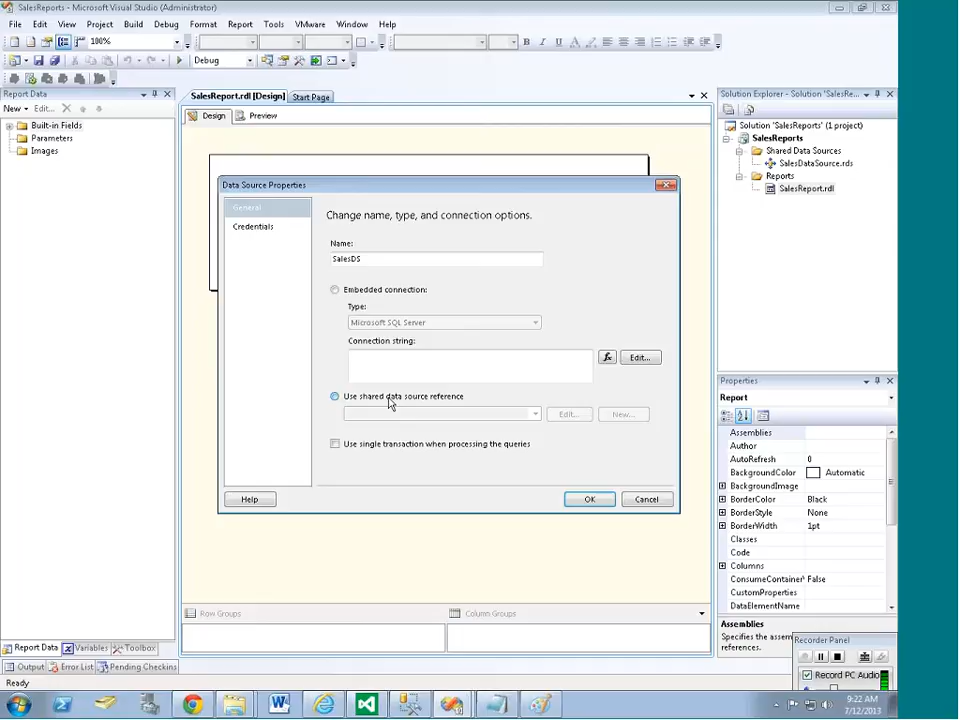 SalesReports - Microsoft Visual Studio (Administrator)
File Edit View Project Build Debug Format Report Tools VMware Window Help
100%
Debug
Report Data
New Edit...
Built-in Fields
Parameters
Images
SalesReport.rdl [Design] Start Page
Design Preview
Data Source Properties
General
Credentials
Change name, type, and connection options.
Name:
SalesDS
Embedded connection:
Type:
Microsoft SQL Server
Connection string:
fx Edit...
Use shared data source reference
Edit... New...
Use single transaction when processing the queries
Help OK Cancel
Row Groups Column Groups
Solution Explorer - Solution 'SalesRe...
Solution 'SalesReports' (1 project)
SalesReports
Shared Data Sources
SalesDataSource.rds
Reports
SalesReport.rdl
Properties
Report
Assemblies
Author
AutoRefresh 0
BackgroundColor Automatic
BackgroundImage
BorderColor Black
BorderStyle None
BorderWidth 1pt
Classes
Code
Columns
ConsumeContainer False
CustomProperties
DataElementName
Assemblies
Specifies the assem
references.
Recorder Panel
Record PC Audio
Report Data Variables Toolbox
Output Error List Pending Checkins
Ready
9:22 AM
7/12/2013